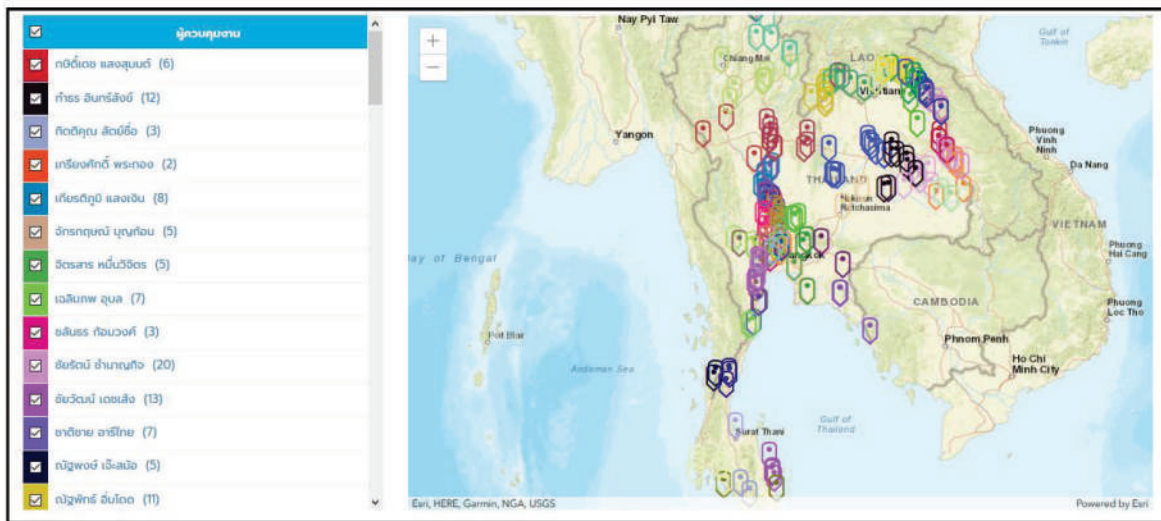 ผู้ควบคุมงาน
กษิดิ์เดช แสงสุมนต์ (6)
กำธร อินทร์สังข์ (12)
กิตติคุณ สัตย์ซื่อ (3)
เกรียงศักดิ์ พระทอง (2)
เกียรติภูมิ แสงเงิน (8)
จักรกฤษณ์ บุญก้อน (5)
จิตรสาร หมื่นวิจิตร (5)
เฉลิมภพ อุบล (7)
ชลันธร ก้อมวงศ์ (3)
ชัยรัตน์ ชำนาญกิจ (20)
ชัยวัฒน์ เดชเส้ง (13)
ชาติชาย อารีไทย (7)
ณัฐพงษ์ เจ๊ะสม้อ (5)
ณัฐพัทธ์ อิ่มโดด (11)
+
−
Nay Pyi Taw
Chiang Mai
LAO
Gulf of
Tonkin
Vientian
Yangon
Phuong
Vinh
Ninh
Da Nang
THAILAND
Nakhon
Ratchasima
VIETNAM
Bay of Bengal
Bangkok
Phuong
Hai Cang
CAMBODIA
Phuong
Loc Tho
Port Blair
Phnom Penh
Ho Chi
Minh City
Andaman Sea
Gulf of
Thailand
Surat Thani
Esri, HERE, Garmin, NGA, USGS
Powered by Esri